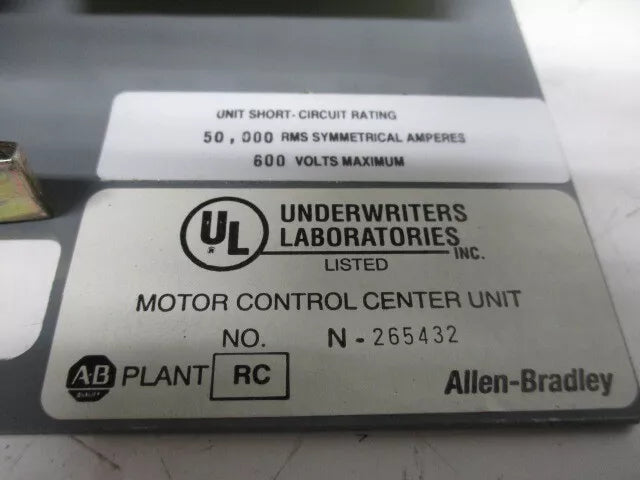 UNIT SHORT-CIRCUIT RATING
50,000 RMS SYMMETRICAL AMPERES
600 VOLTS MAXIMUM
UL UNDERWRITERS
LABORATORIES INC.
LISTED
MOTOR CONTROL CENTER UNIT
NO. N-265432
A-B QUALITY PLANT RC Allen-Bradley